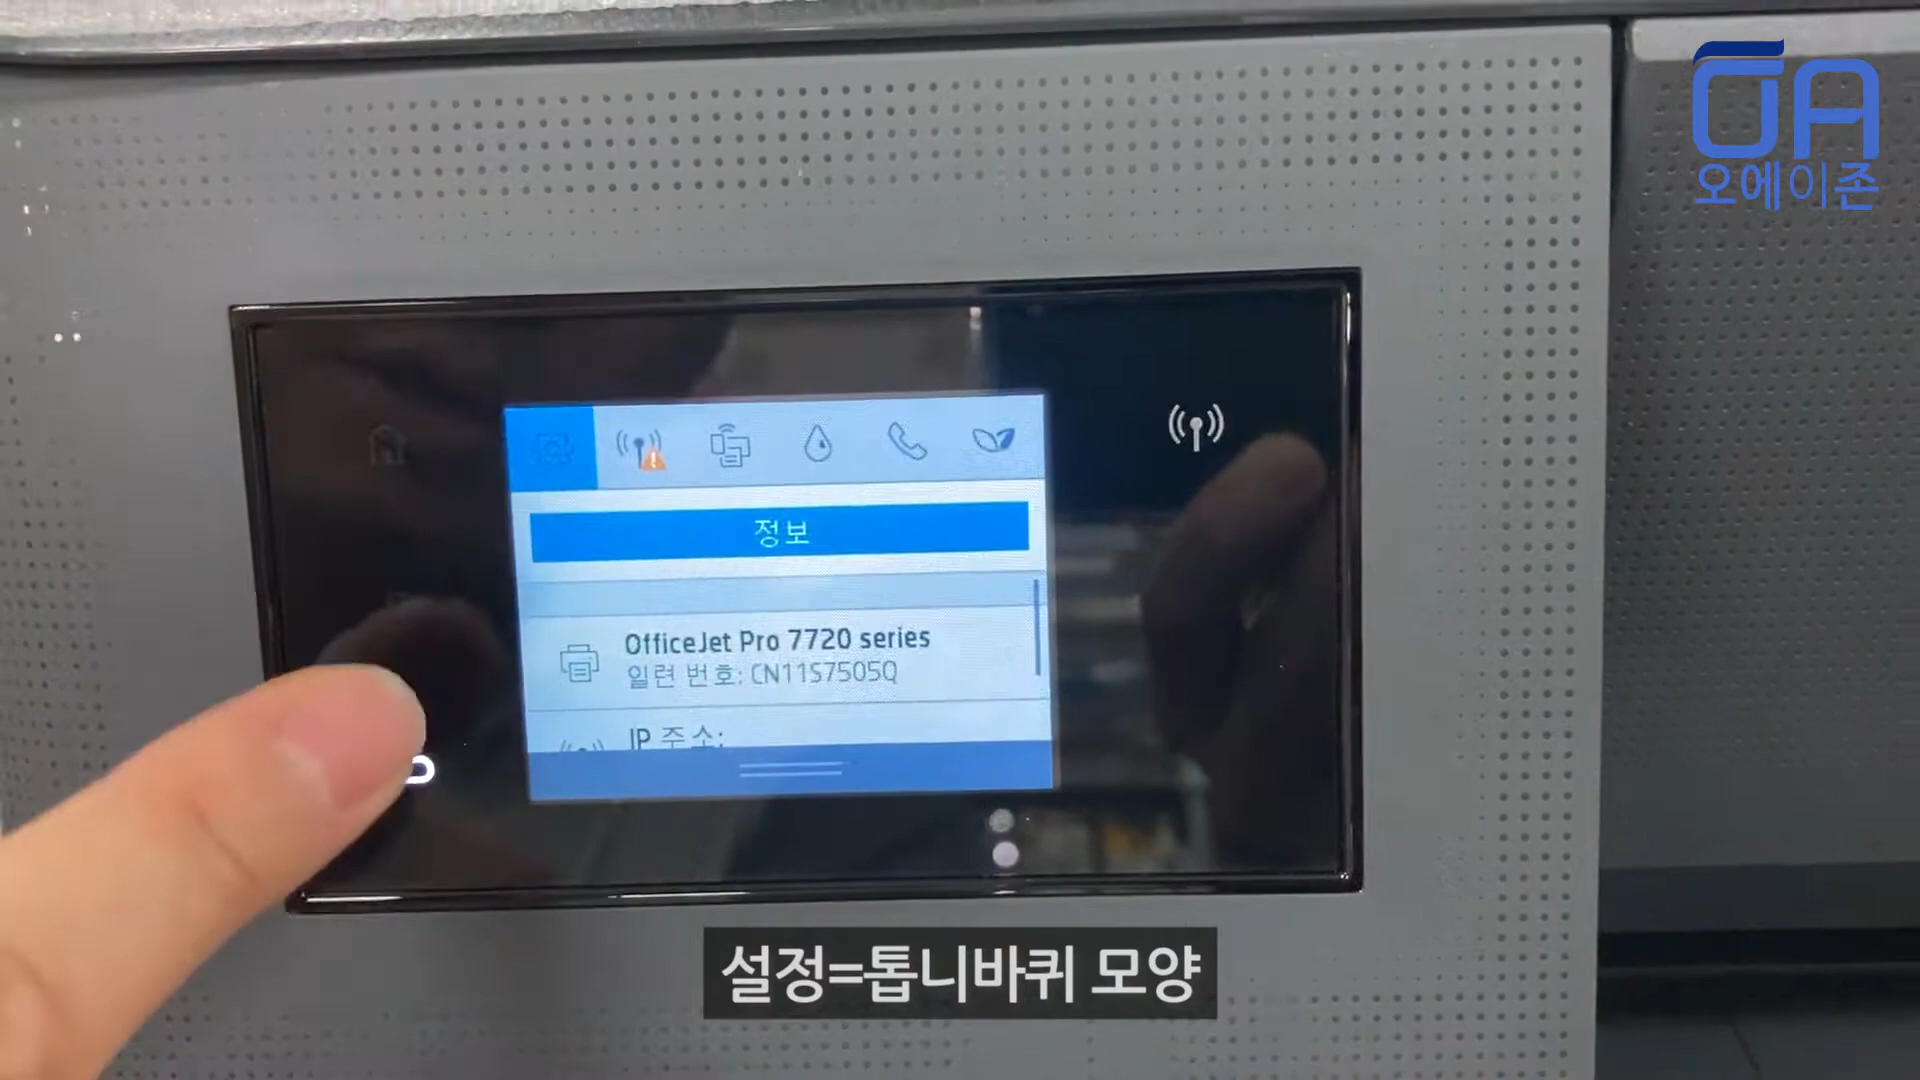 OA
오에이존
정보
OfficeJet Pro 7720 series
일련 번호: CN11S7505Q
IP 주소:
설정=톱니바퀴 모양